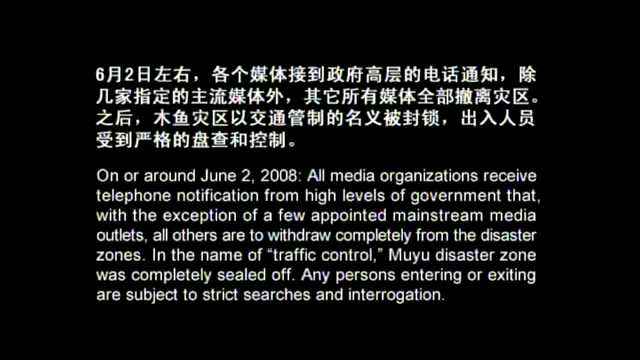 6月2日左右，各个媒体接到政府高层的电话通知，除
几家指定的主流媒体外，其它所有媒体全部撤离灾区。
之后，木鱼灾区以交通管制的名义被封锁，出入人员
受到严格的盘查和控制。
On or around June 2, 2008: All media organizations receive
telephone notification from high levels of government that,
with the exception of a few appointed mainstream media
outlets, all others are to withdraw completely from the disaster
zones. In the name of “traffic control,” Muyu disaster zone
was completely sealed off. Any persons entering or exiting
are subject to strict searches and interrogation.